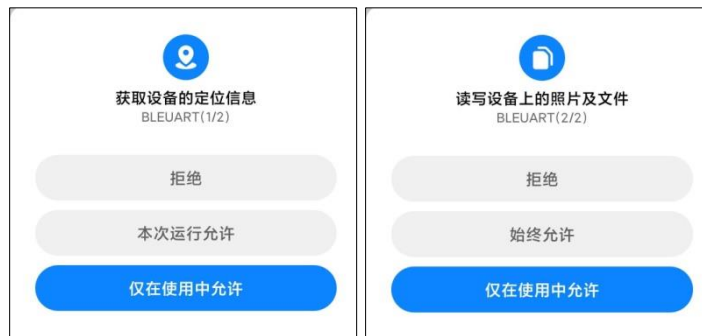 获取设备的定位信息
BLEUART(1/2)
拒绝
本次运行允许
仅在使用中允许
读写设备上的照片及文件
BLEUART(2/2)
拒绝
始终允许
仅在使用中允许